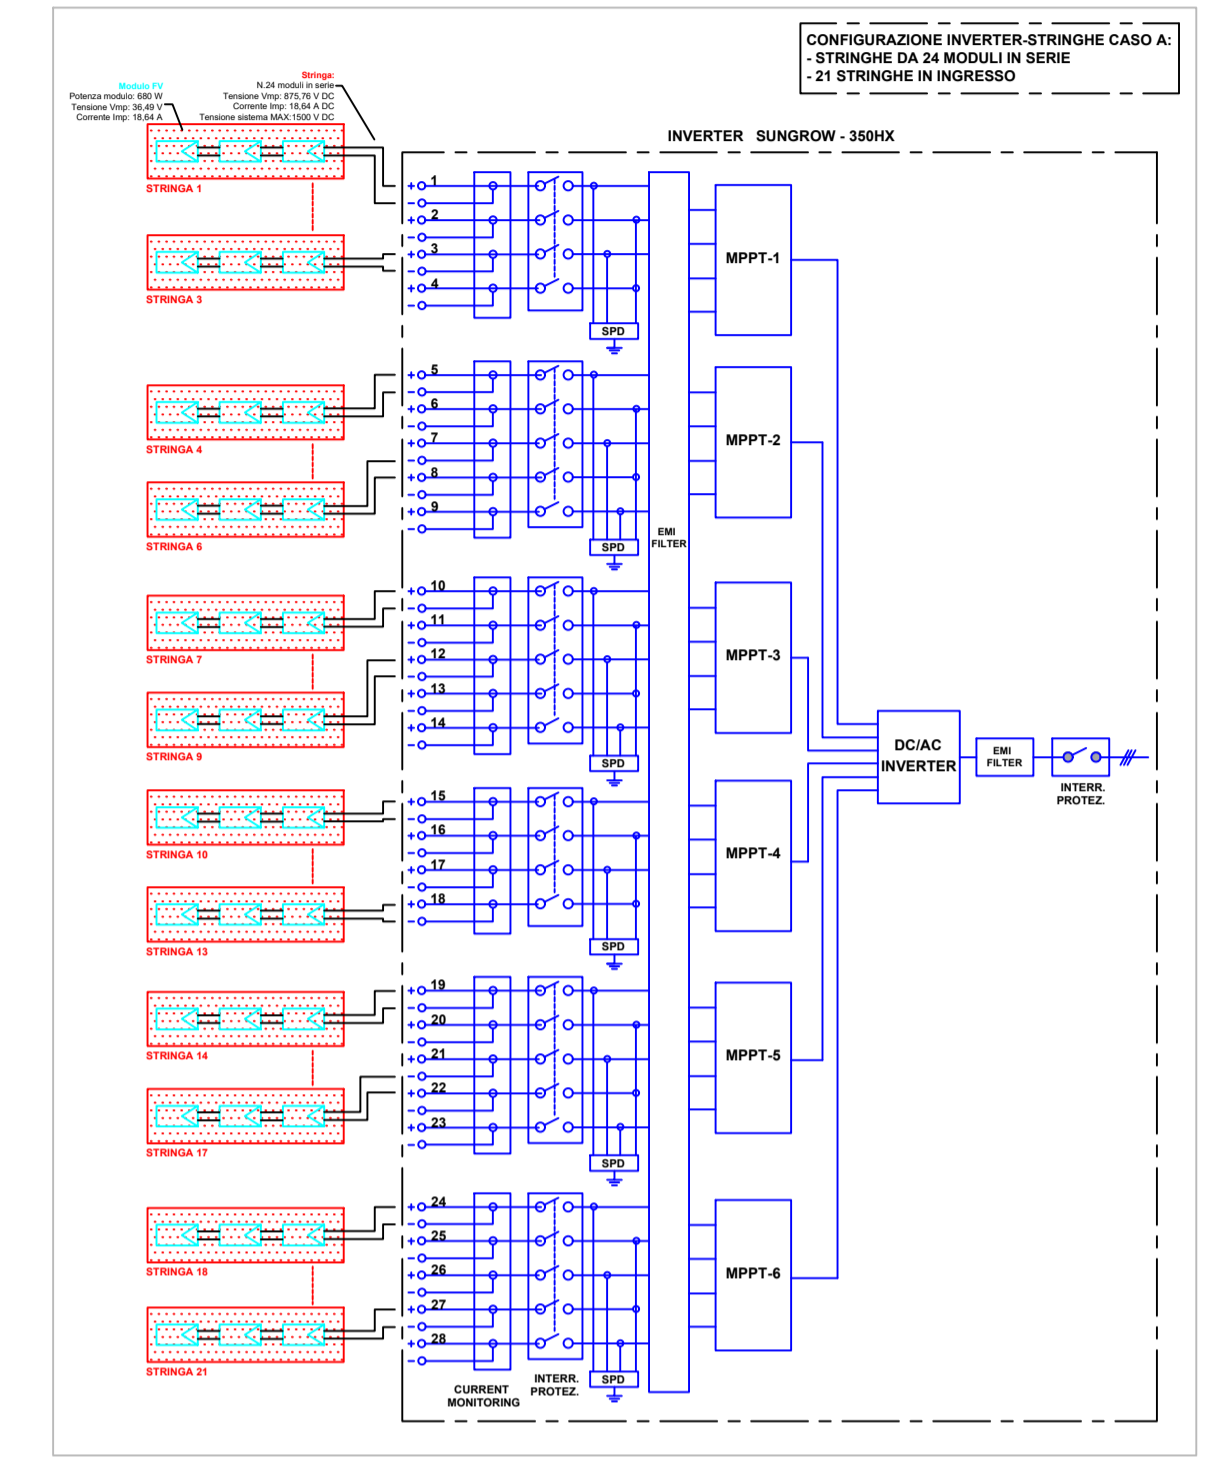 CONFIGURAZIONE INVERTER-STRINGHE CASO A:
- STRINGHE DA 24 MODULI IN SERIE
- 21 STRINGHE IN INGRESSO
Modulo FV
Potenza modulo: 680 W
Tensione Vmp: 36,49 V
Corrente Imp: 18,64 A
Stringa:
N.24 moduli in serie
Tensione Vmp: 875,76 V DC
Corrente Imp: 18,64 A DC
Tensione sistema MAX:1500 V DC
INVERTER SUNGROW - 350HX
STRINGA 1
STRINGA 3
+ 1
-
+ 2
-
+ 3
-
+ 4
-
SPD
MPPT-1
STRINGA 4
STRINGA 6
+ 5
-
+ 6
-
+ 7
-
+ 8
-
+ 9
-
SPD
EMI
FILTER
MPPT-2
STRINGA 7
STRINGA 9
+ 10
-
+ 11
-
+ 12
-
+ 13
-
+ 14
-
SPD
MPPT-3
DC/AC
INVERTER
EMI
FILTER
INTERR.
PROTEZ.
STRINGA 10
STRINGA 13
+ 15
-
+ 16
-
+ 17
-
+ 18
-
SPD
MPPT-4
STRINGA 14
STRINGA 17
+ 19
-
+ 20
-
+ 21
-
+ 22
-
+ 23
-
SPD
MPPT-5
STRINGA 18
STRINGA 21
+ 24
-
+ 25
-
+ 26
-
+ 27
-
+ 28
-
SPD
MPPT-6
CURRENT
MONITORING
INTERR.
PROTEZ.